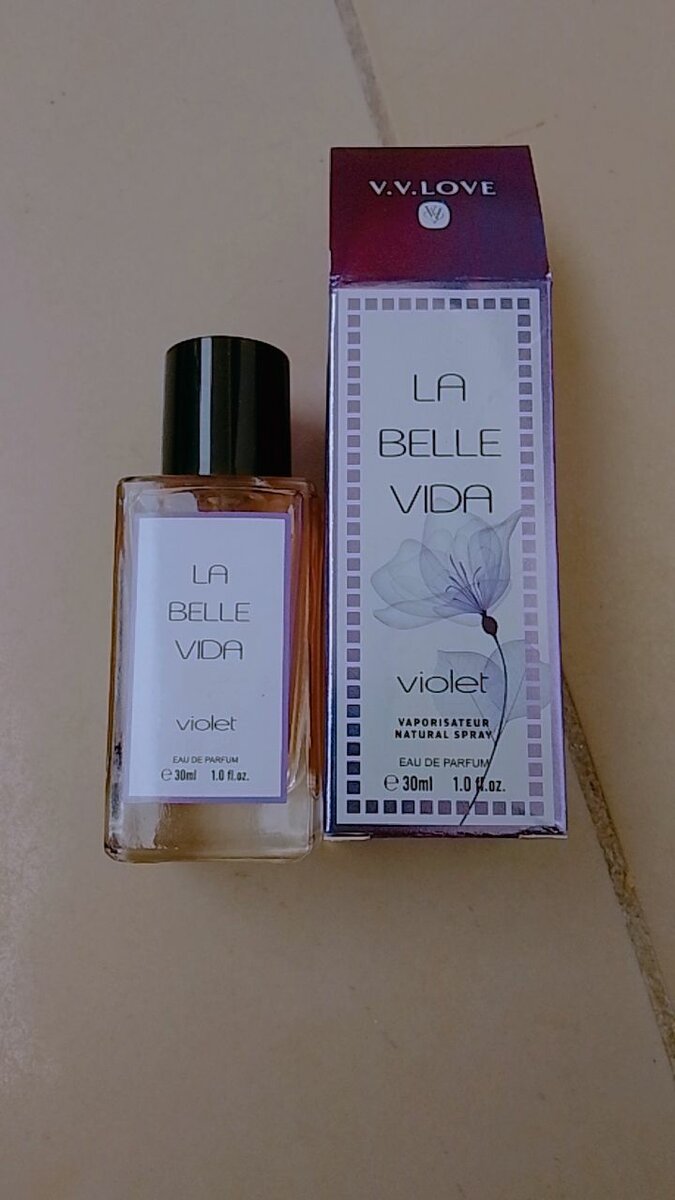 V.V.LOVE
LA
BELLE
VIDA
violet
VAPORISATEUR
NATURAL SPRAY
EAU DE PARFUM
℮30ml 1.0 fl.oz.
LA
BELLE
VIDA
violet
EAU DE PARFUM
℮30ml 1.0 fl.oz.